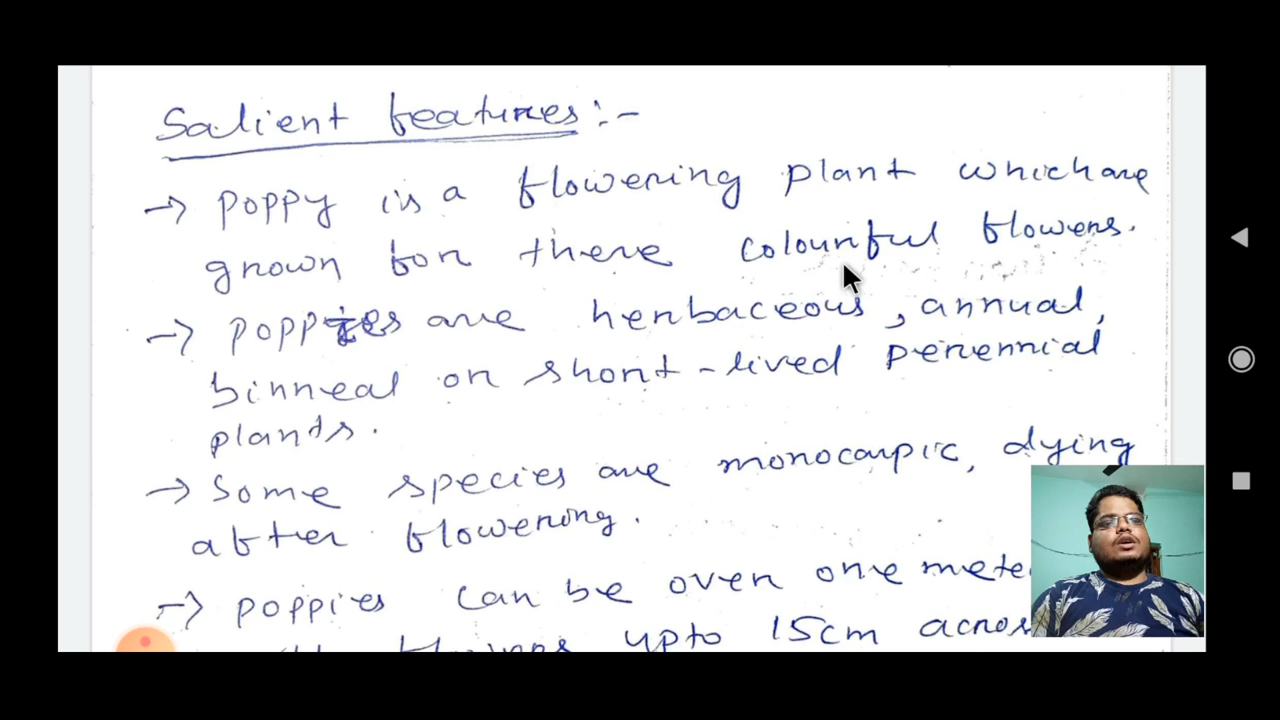 Salient features:-
→ Poppy is a flowering plant which are
grown for there colourful flowers.
→ Poppies are herbaceous, annual,
binneal or short-lived perennial
plants.
→ Some species are monocarpic, dying
after flowering.
→ Poppies can be over one mete
flowers upto 15cm acros